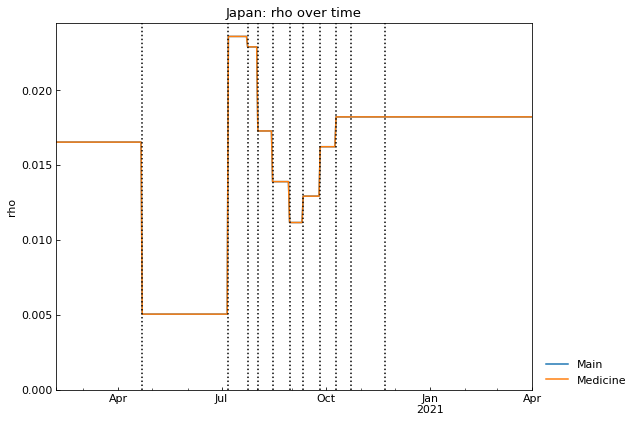 Japan: rho over time
rho
0.020
0.015
0.010
0.005
0.000
Apr
Jul
Oct
Jan
2021
Apr
Main
Medicine